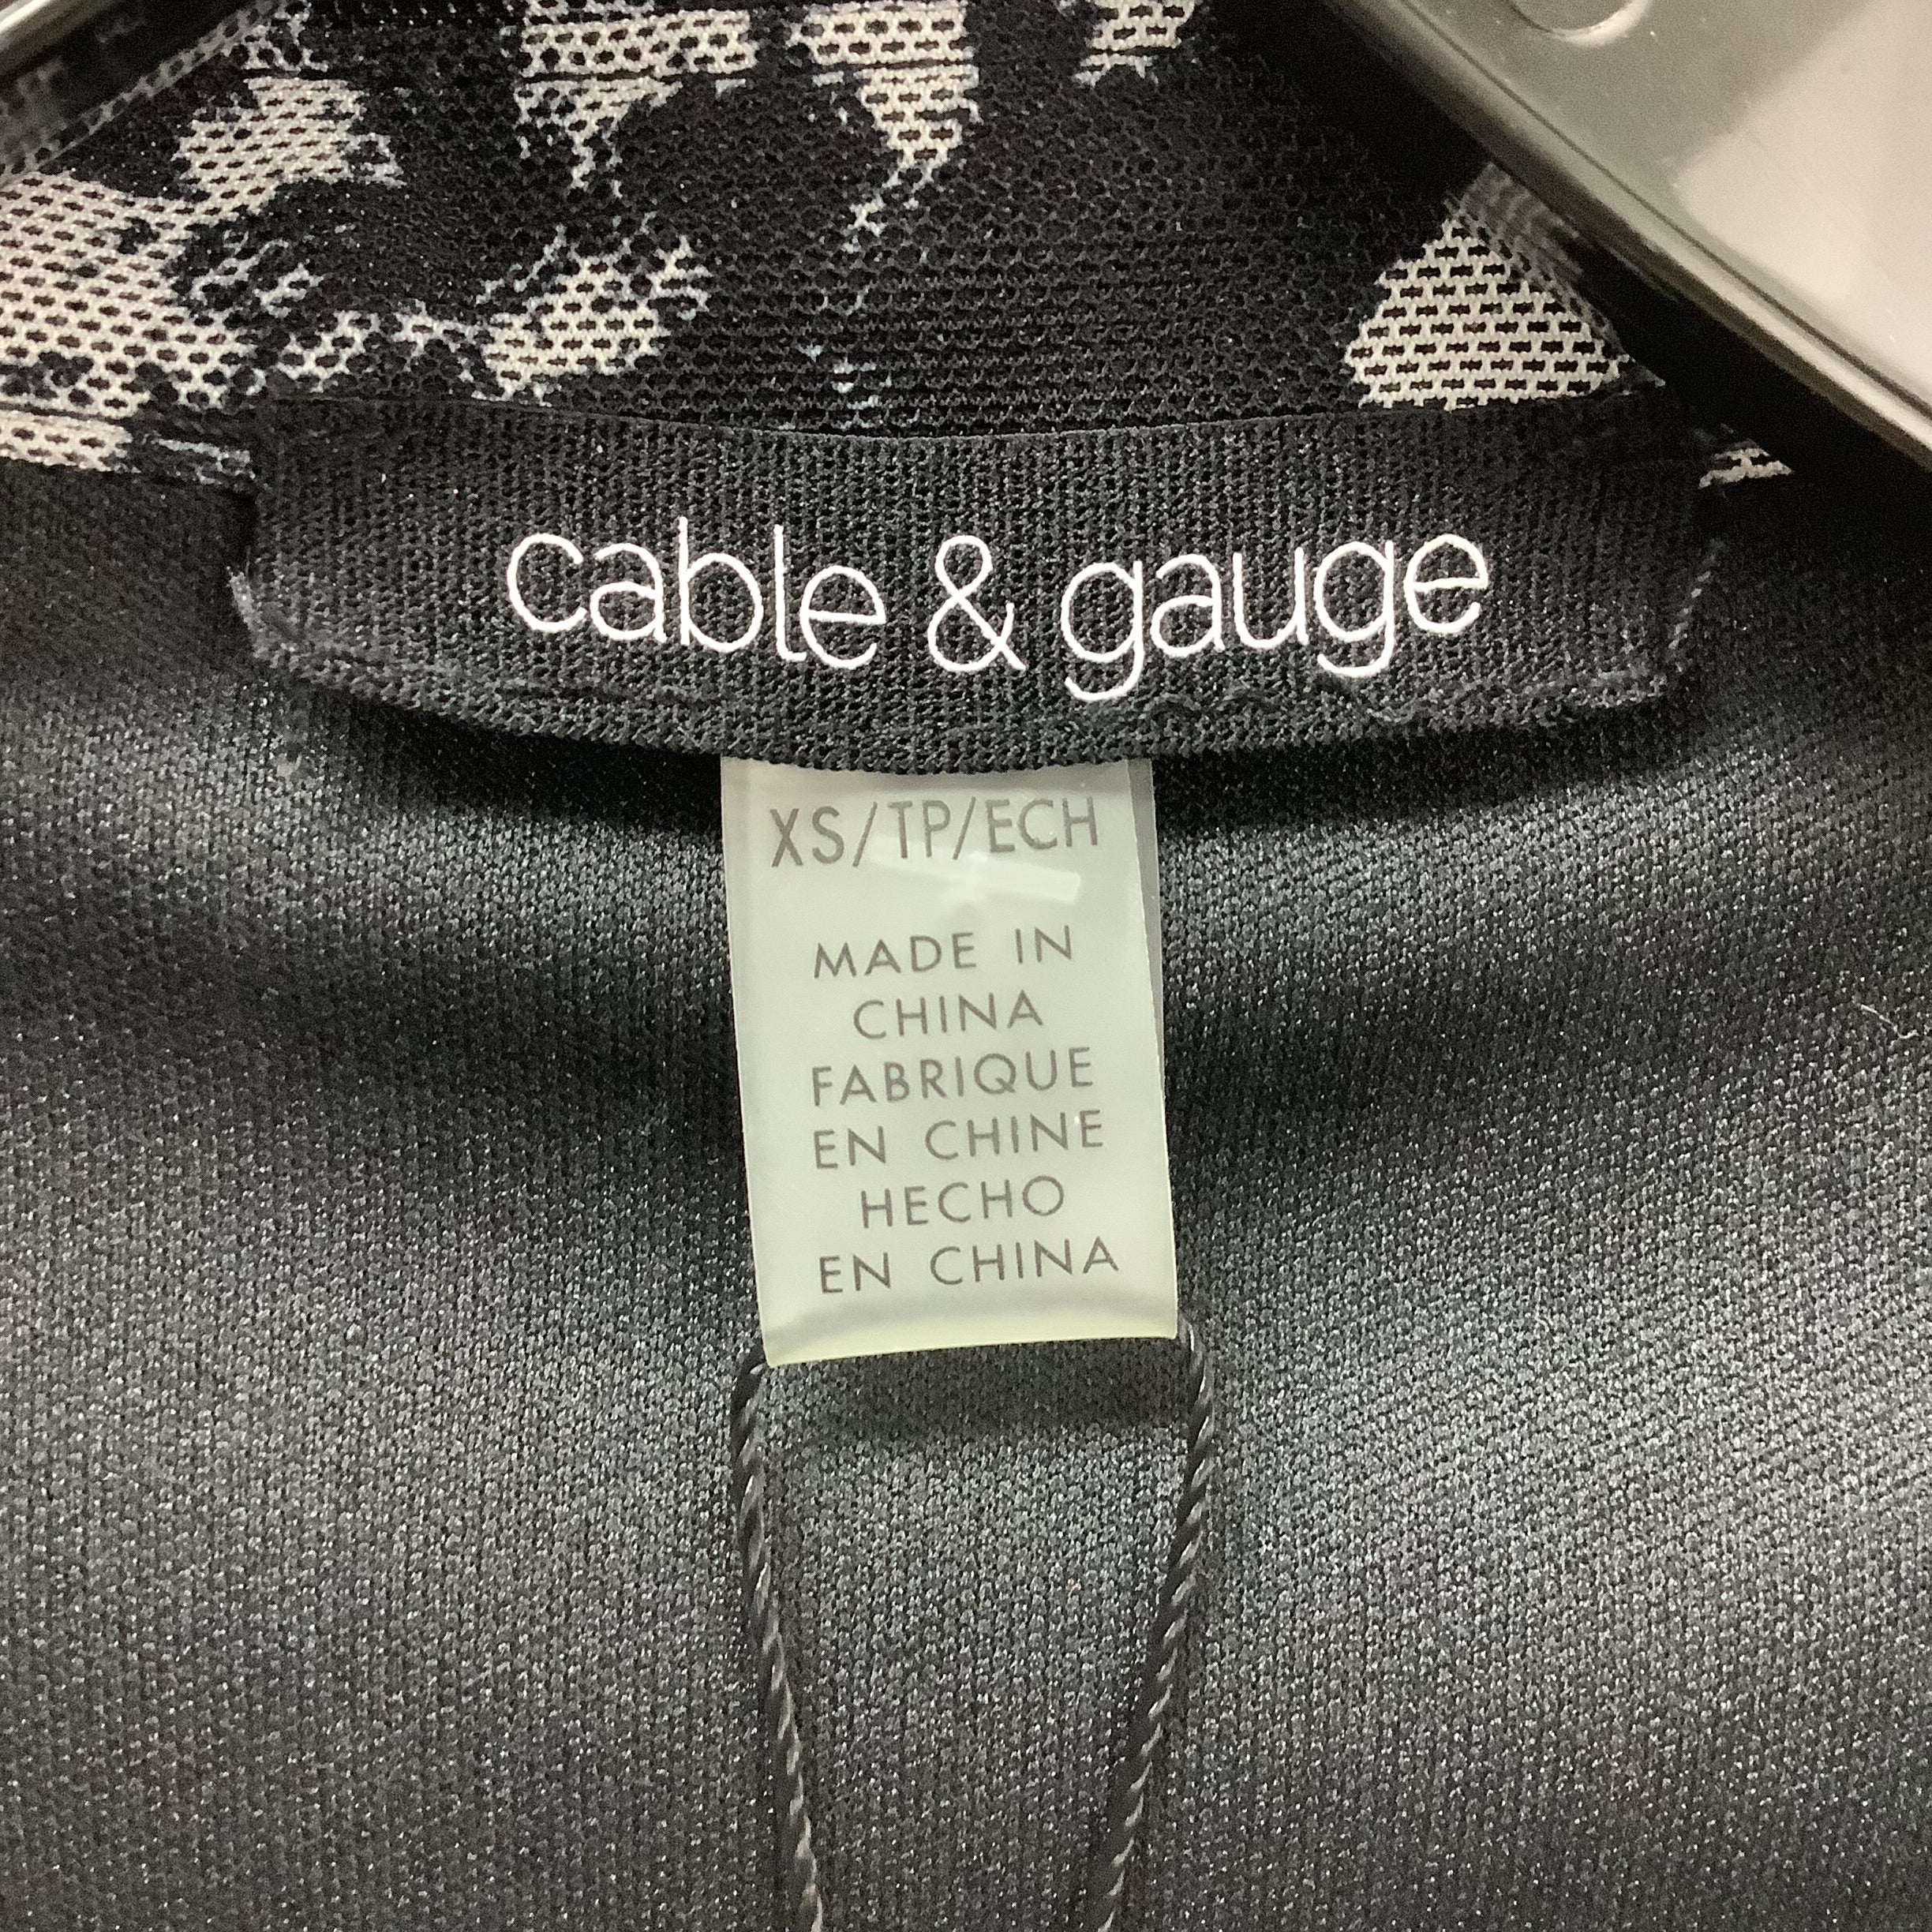 cable & gauge
XS/TP/ECH
MADE IN
CHINA
FABRIQUE
EN CHINE
HECHO
EN CHINA